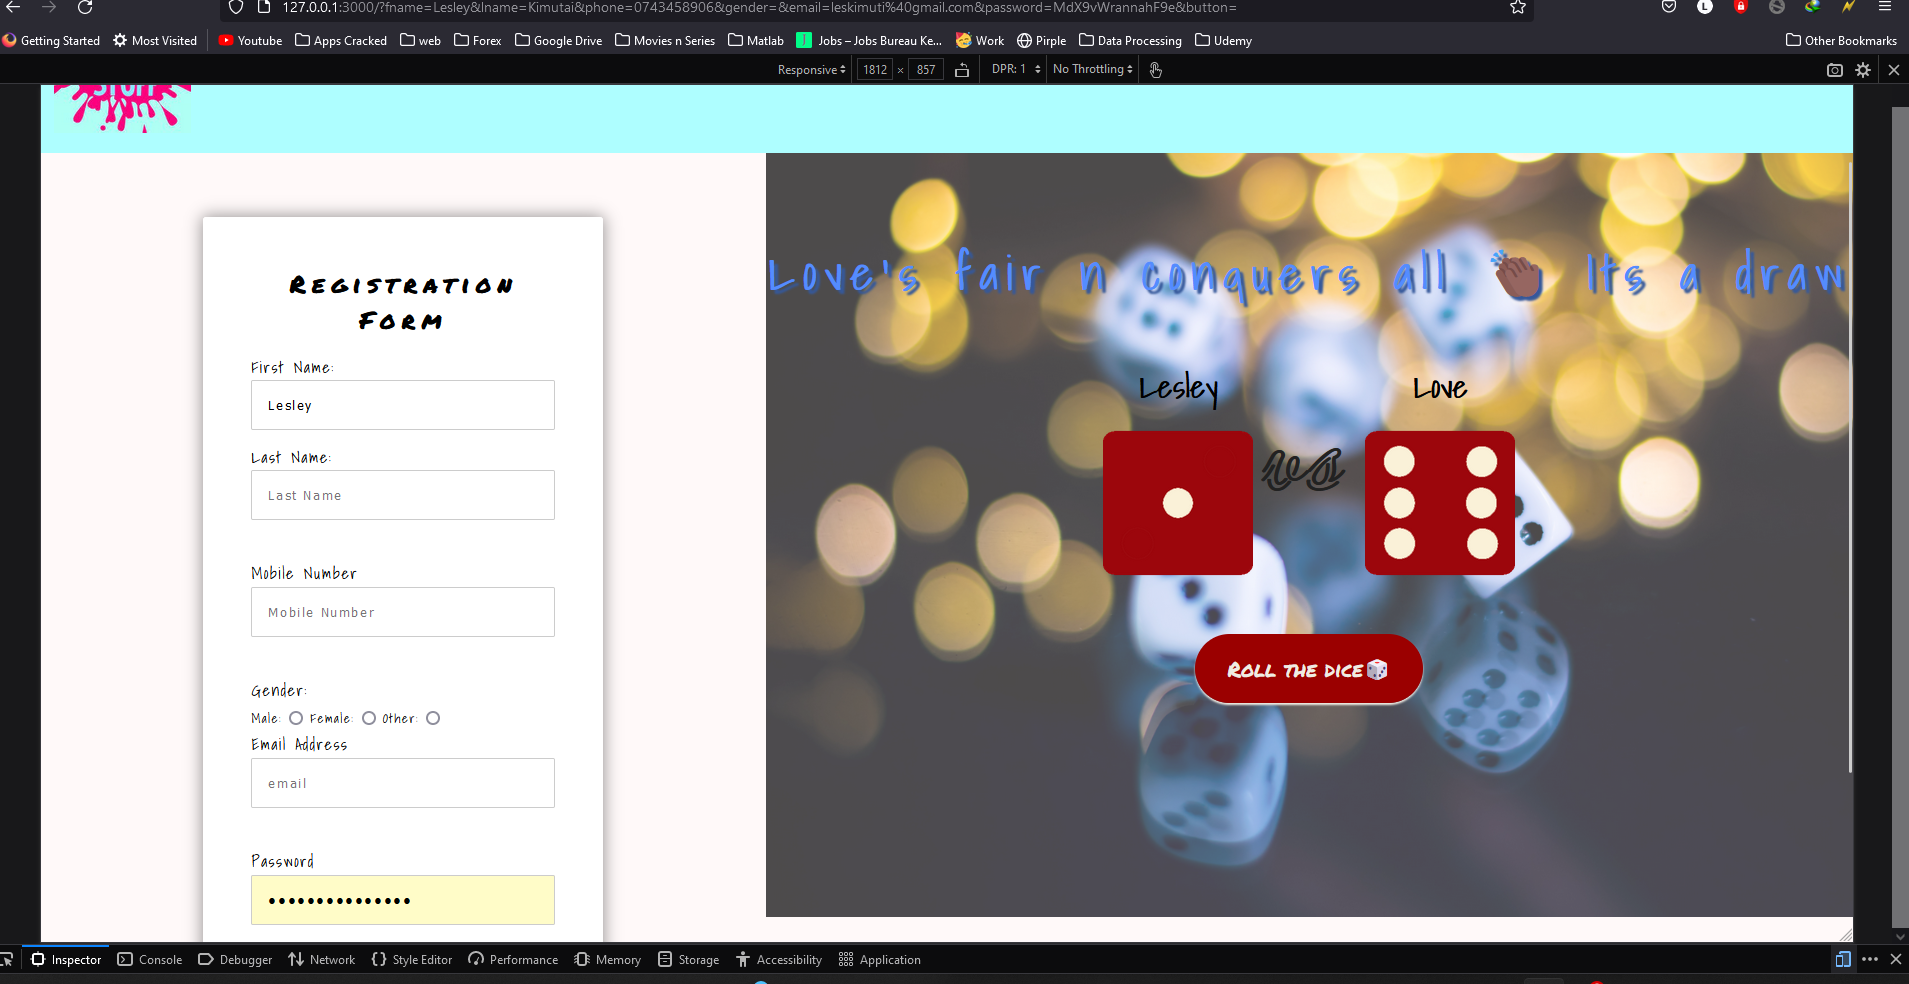 127.0.0.1:3000/?fname=Lesley&lname=Kimutai&phone=0743458906&gender=&email=leskimuti%40gmail.com&password=MdX9vWrannahF9e&button=
Getting Started Most Visited Youtube Apps Cracked web Forex Google Drive Movies n Series Matlab Jobs – Jobs Bureau Ke... Work Pirple Data Processing Udemy Other Bookmarks
Responsive 1812 × 857 DPR: 1 No Throttling
Love's fair n conquers all 👏🏾 Its a draw
Registration
Form
First Name:
Lesley
Last Name:
Last Name
Mobile Number
Mobile Number
Gender:
Male: Female: Other:
Email Address
email
Password
Lesley Love
Roll the dice🎲
Inspector Console Debugger Network Style Editor Performance Memory Storage Accessibility Application